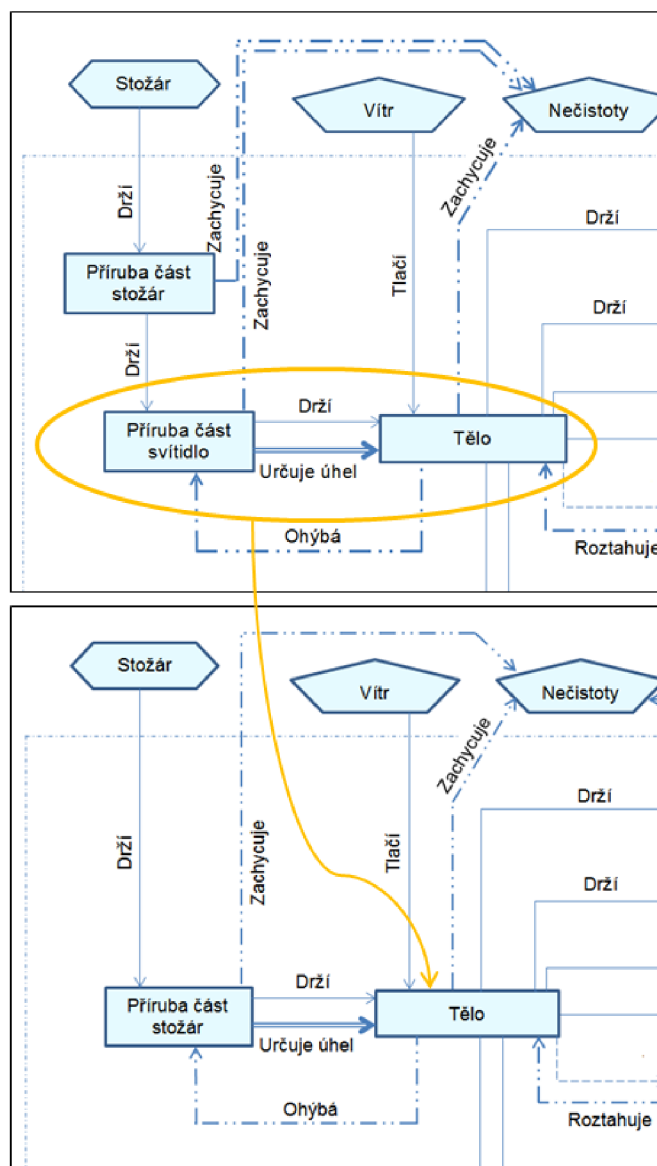 Stožár
Vítr
Nečistoty
Drží
Zachycuje
Zachycuje
Zachycuje
Tlačí
Drží
Příruba část
stožár
Drží
Drží
Příruba část
svítidlo
Drží
Určuje úhel
Tělo
Ohýbá
Roztahuje
Stožár
Vítr
Nečistoty
Drží
Zachycuje
Tlačí
Zachycuje
Drží
Drží
Příruba část
stožár
Drží
Určuje úhel
Tělo
Ohýbá
Roztahuje